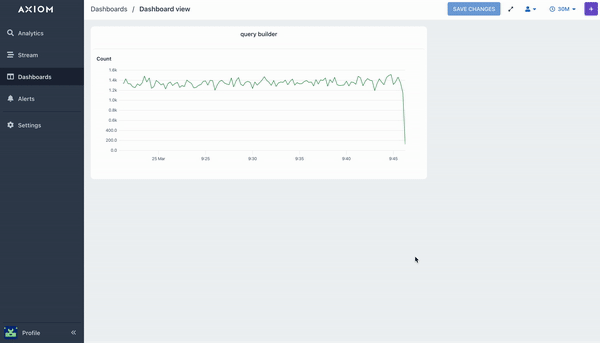 AXIOM
Dashboards / Dashboard view
SAVE CHANGES
30M
+
Analytics
Stream
Dashboards
Alerts
Settings
Profile
query builder
Count
1.6k
1.4k
1.2k
1.0k
0.8k
0.6k
400.0
200.0
0.0
25 Mar
9:25
9:30
9:35
9:40
9:45